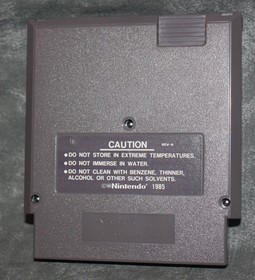 CAUTION
REV-A
●DO NOT STORE IN EXTREME TEMPERATURES.
●DO NOT IMMERSE IN WATER.
●DO NOT CLEAN WITH BENZENE, THINNER,
ALCOHOL OR OTHER SUCH SOLVENTS.
©®Nintendo® 1985